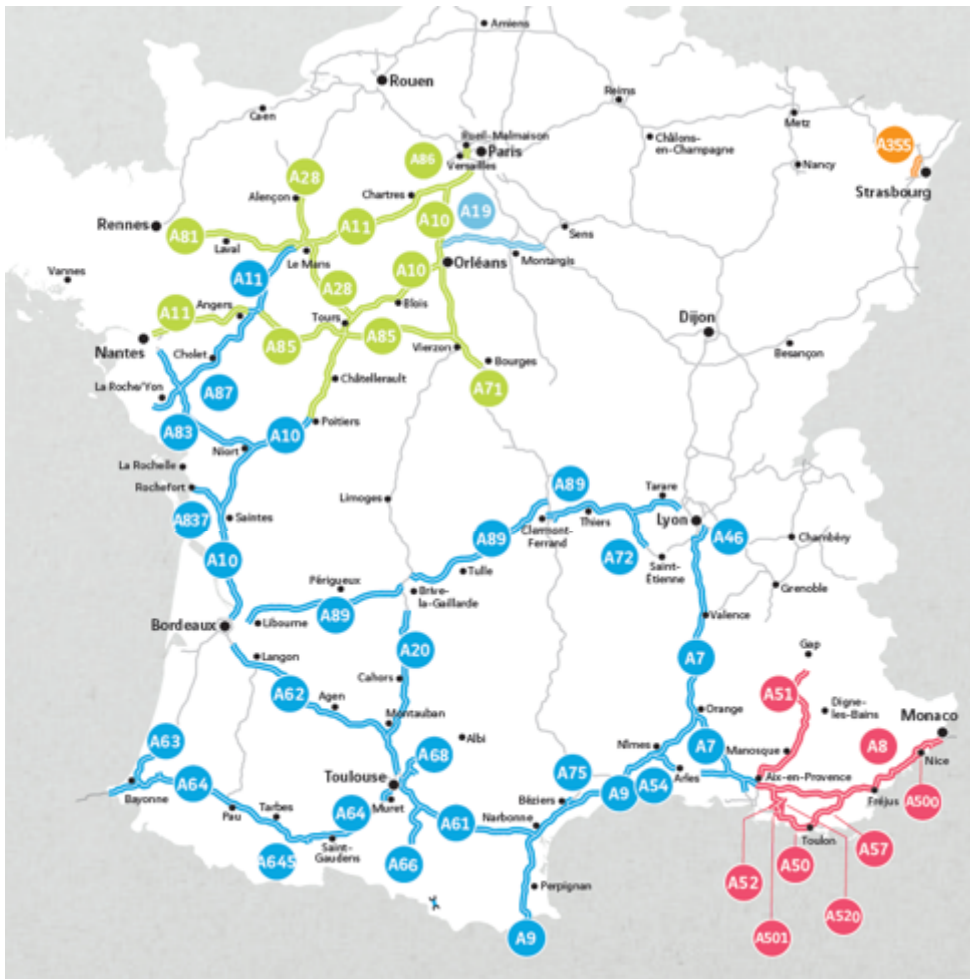 Amiens
Rouen
Reims
Caen
Metz
Rueil-Malmaison
Châlons-
en-Champagne
A355
Paris
A86
Versailles
Nancy
Strasbourg
A28
Alençon
Chartres
A19
Rennes
A11
A10
A81
Sens
Laval
Le Mans
Montargis
Orléans
Vannes
A11
A10
A28
Blois
Angers
A11
Tours
Dijon
A85
A85
Nantes
Vierzon
Besançon
Cholet
Bourges
Châtellerault
La Roche/Yon
A87
A71
Poitiers
A83
A10
Niort
La Rochelle
Rochefort
A89
Tarare
Limoges
A837
Saintes
Clermont-
Ferrand
Thiers
Lyon
A46
A89
Chambéry
A10
A72
Saint-
Étienne
Tulle
Périgueux
Grenoble
Brive-
la-Gaillarde
A89
Valence
Bordeaux
Libourne
Gap
A20
Langon
A7
Cahors
A62
A51
Agen
Digne-
les-Bains
Orange
Monaco
Montauban
A63
Albi
Nîmes
A7
Manosque
A8
A68
Nice
Toulouse
A75
Arles
Aix-en-Provence
A64
Bayonne
A9
A54
Fréjus
Muret
Béziers
A500
Tarbes
Pau
A64
A61
Narbonne
Toulon
A57
Saint-
Gaudens
A645
A66
A50
A52
Perpignan
A520
A9
A501